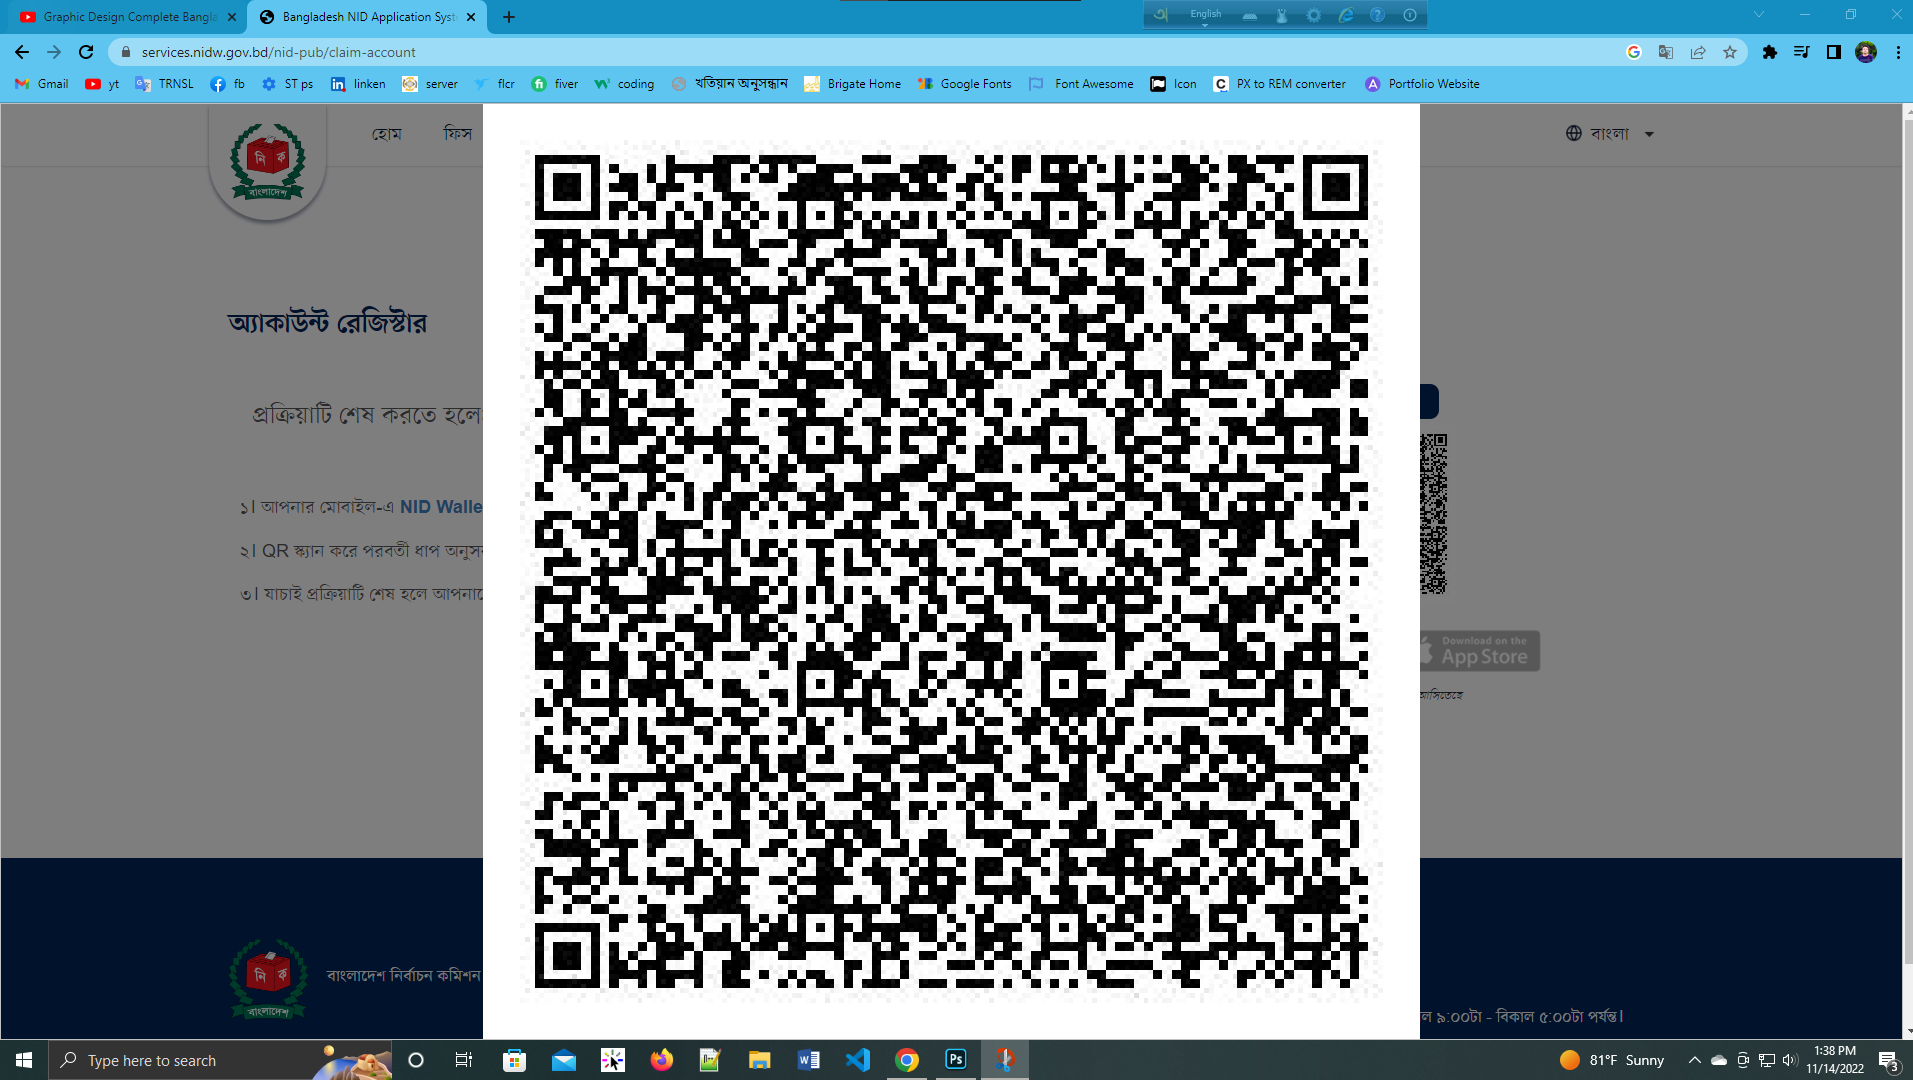 Graphic Design Complete Bangla
Bangladesh NID Application Syst
English
services.nidw.gov.bd/nid-pub/claim-account
Gmail
yt
TRNSL
fb
ST ps
linken
server
flcr
fiver
coding
খতিয়ান অনুসন্ধান
Brigate Home
Google Fonts
Font Awesome
Icon
PX to REM converter
Portfolio Website
নি ক
বাংলাদেশ
হোম
ফিস
বাংলা
অ্যাকাউন্ট রেজিস্টার
প্রক্রিয়াটি শেষ করতে হলে
১। আপনার মোবাইল-এ NID Walle
২। QR স্ক্যান করে পরবর্তী ধাপ অনুস
৩। যাচাই প্রক্রিয়াটি শেষ হলে আপনাে
Download on the
App Store
আসিতেছে
নি ক
বাংলাদেশ
বাংলাদেশ নির্বাচন কমিশন
ল ৯:০০টা - বিকাল ৫:০০টা পর্যন্ত।
Type here to search
Ps
81°F Sunny
1:38 PM
11/14/2022
3